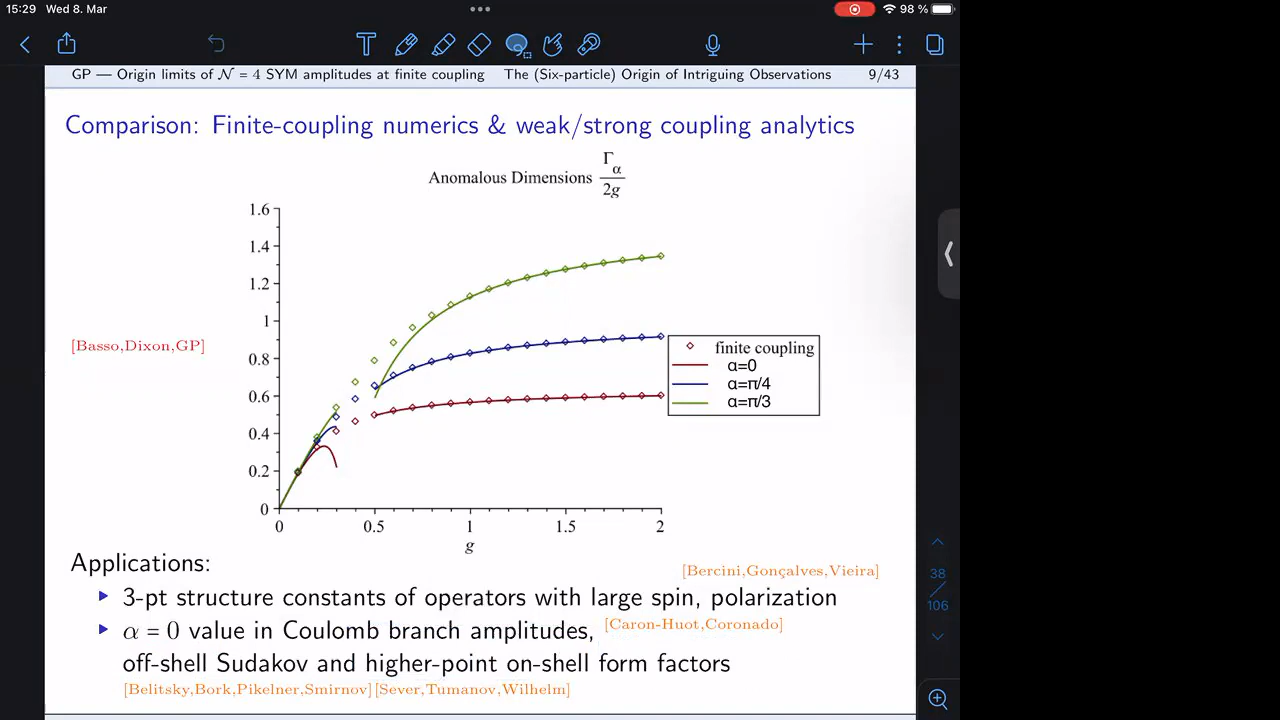 15:29 Wed 8. Mar
98 %
GP — Origin limits of 𝒩 = 4 SYM amplitudes at finite coupling The (Six-particle) Origin of Intriguing Observations 9/43
Comparison: Finite-coupling numerics & weak/strong coupling analytics
Anomalous Dimensions Γα/2g
1.6
1.4
1.2
1
0.8
0.6
0.4
0.2
0
0 0.5 1 1.5 2
g
[Basso,Dixon,GP]
finite coupling
α=0
α=π/4
α=π/3
Applications:
[Bercini,Gonçalves,Vieira]
▶ 3-pt structure constants of operators with large spin, polarization
▶ α = 0 value in Coulomb branch amplitudes, [Caron-Huot,Coronado]
off-shell Sudakov and higher-point on-shell form factors
[Belitsky,Bork,Pikelner,Smirnov][Sever,Tumanov,Wilhelm]
38
106